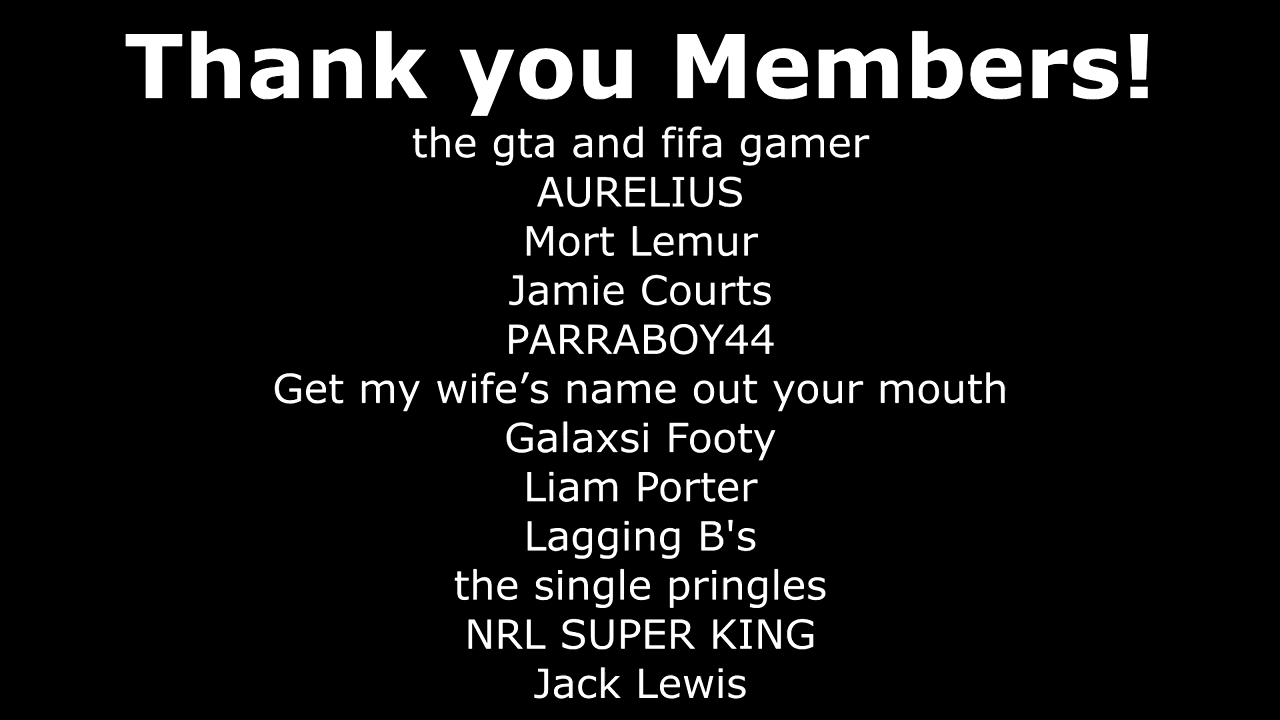 Thank you Members!
the gta and fifa gamer
AURELIUS
Mort Lemur
Jamie Courts
PARRABOY44
Get my wife’s name out your mouth
Galaxsi Footy
Liam Porter
Lagging B's
the single pringles
NRL SUPER KING
Jack Lewis